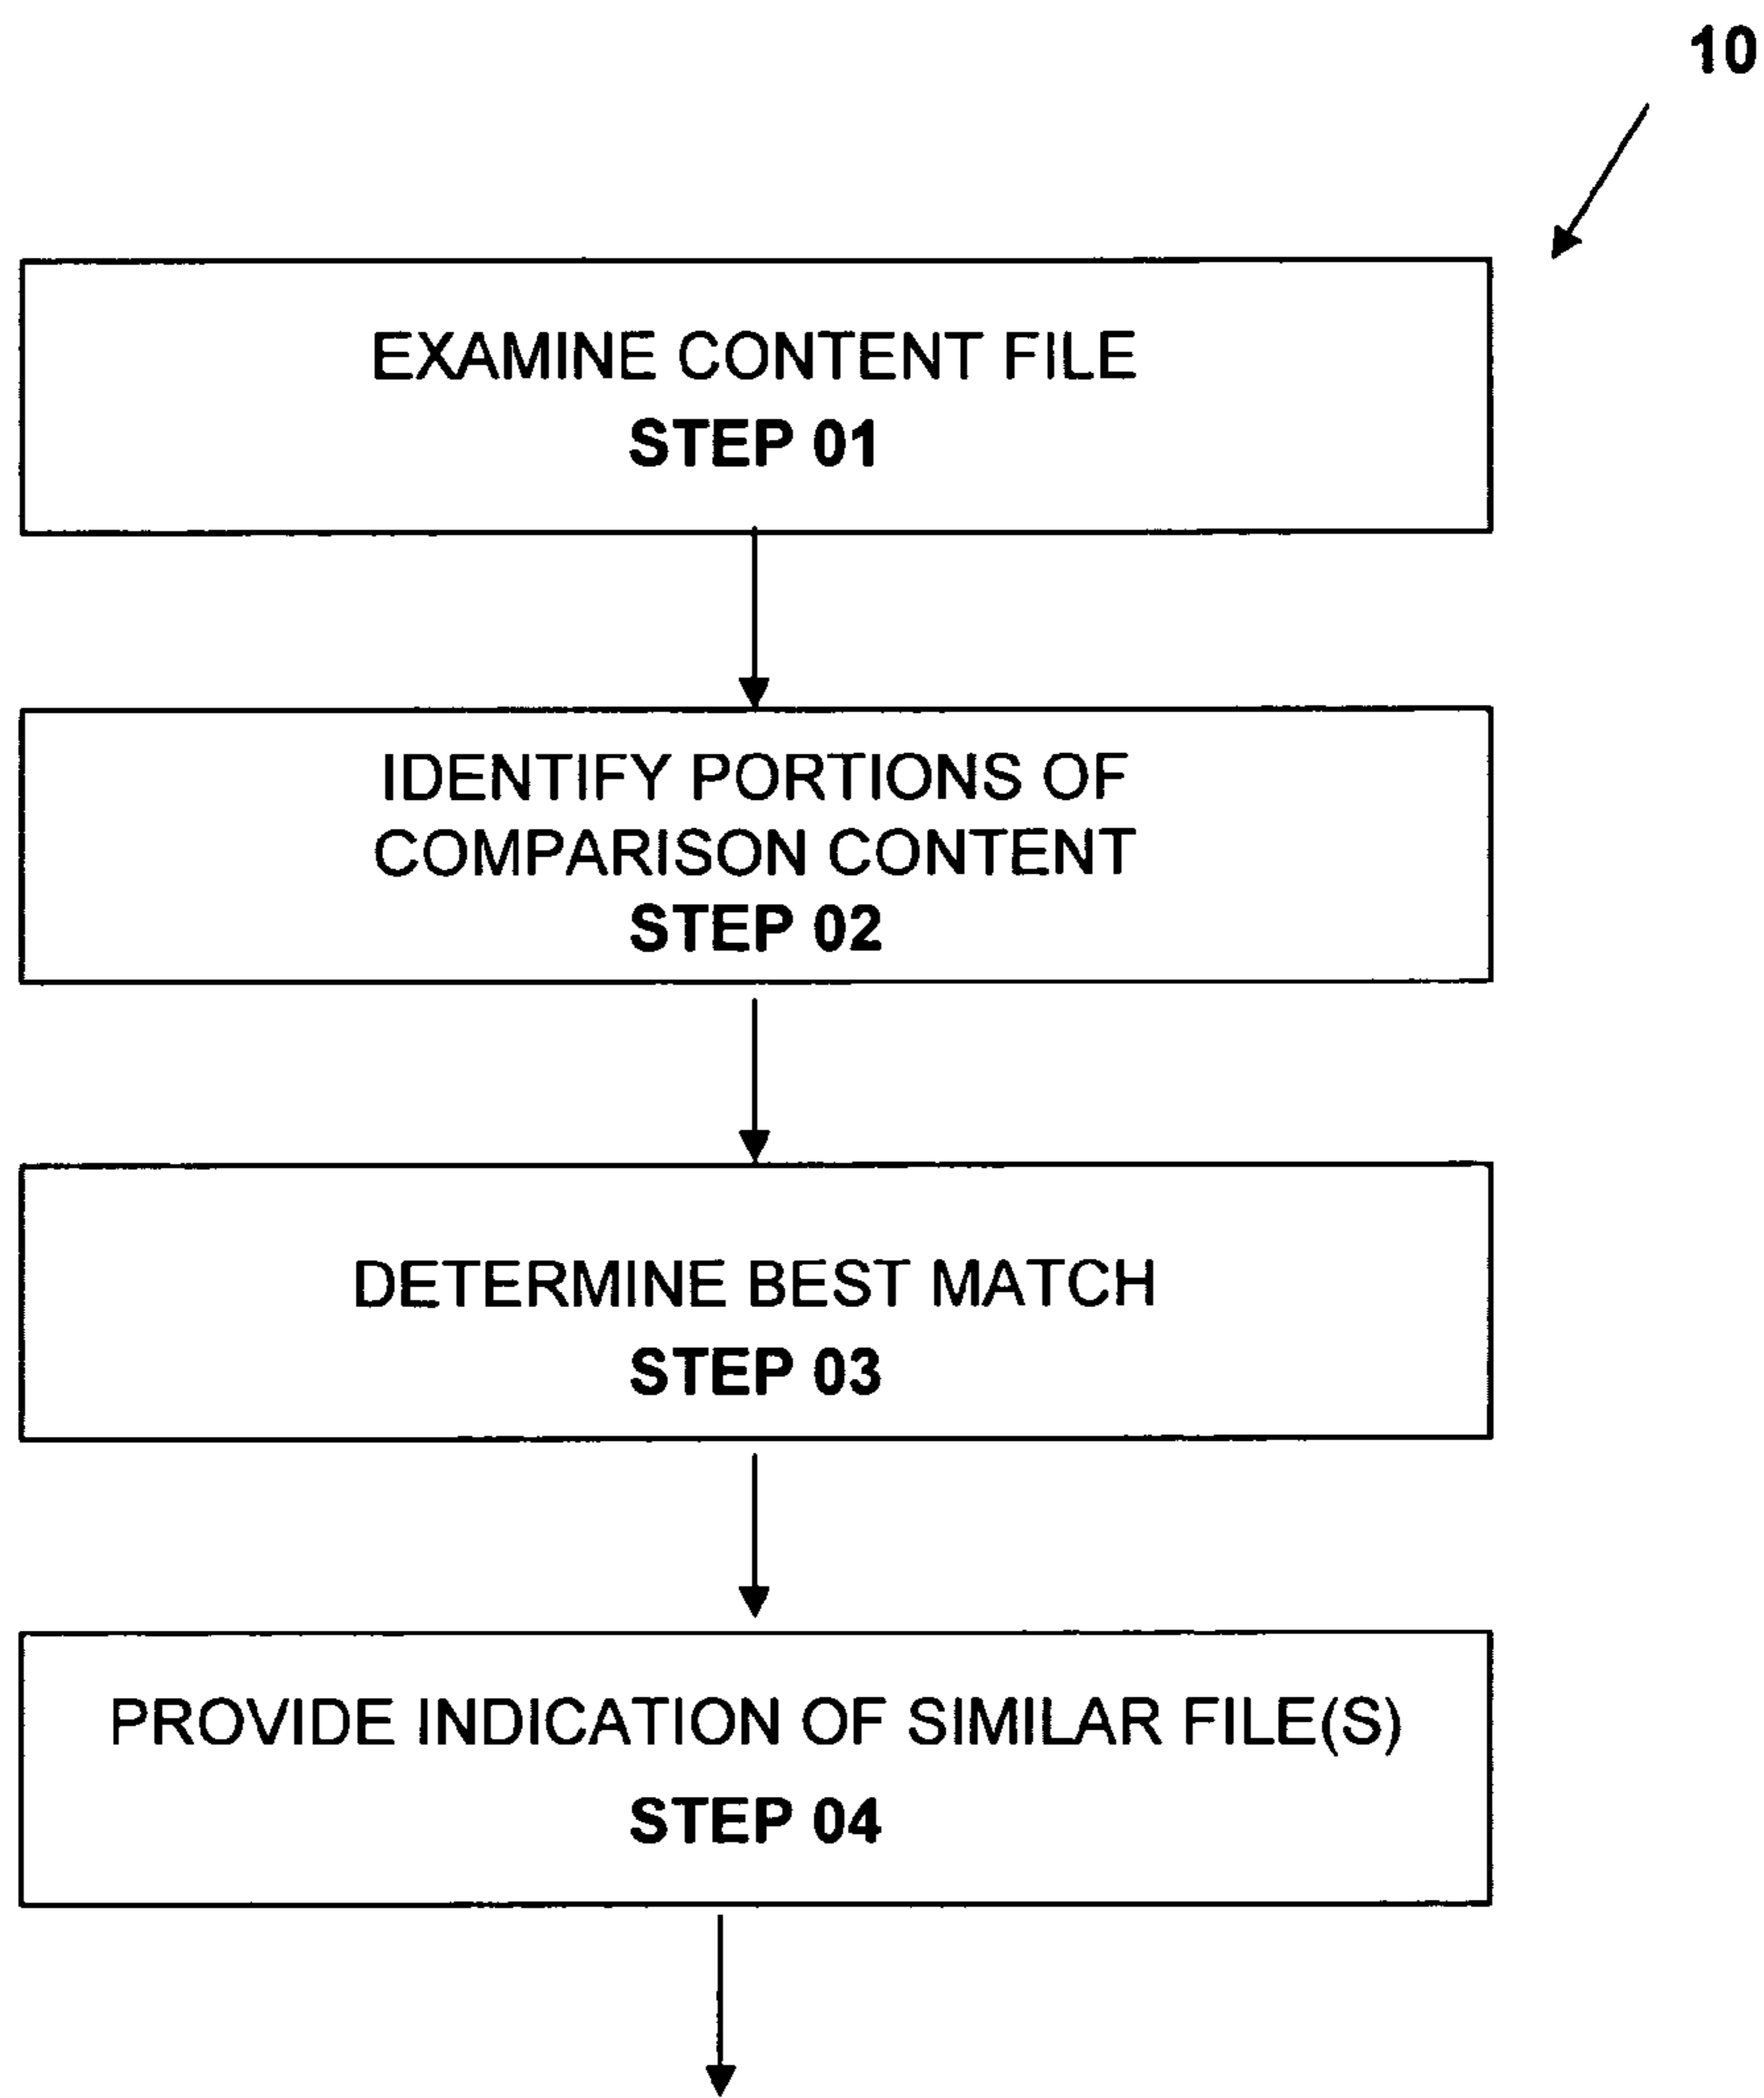 10
EXAMINE CONTENT FILE
STEP 01
IDENTIFY PORTIONS OF
COMPARISON CONTENT
STEP 02
DETERMINE BEST MATCH
STEP 03
PROVIDE INDICATION OF SIMILAR FILE(S)
STEP 04